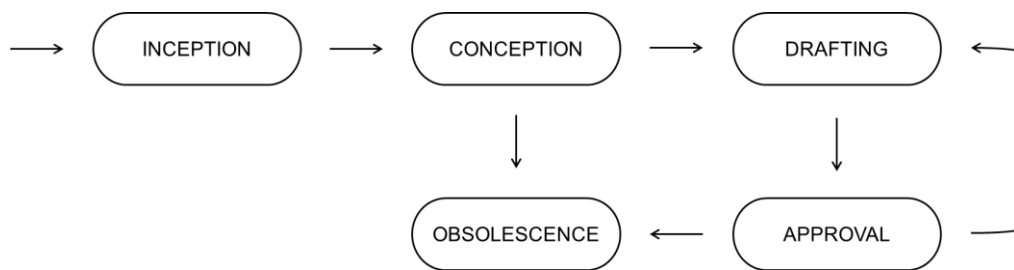 INCEPTION
CONCEPTION
DRAFTING
OBSOLESCENCE
APPROVAL